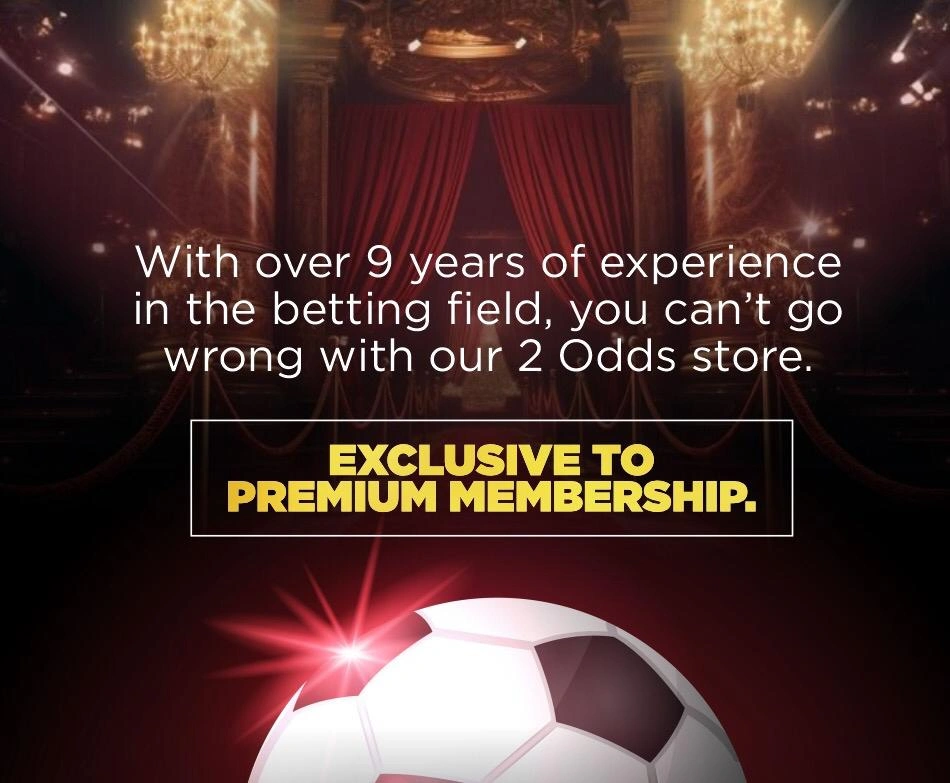 With over 9 years of experience
in the betting field, you can’t go
wrong with our 2 Odds store.
EXCLUSIVE TO
PREMIUM MEMBERSHIP.